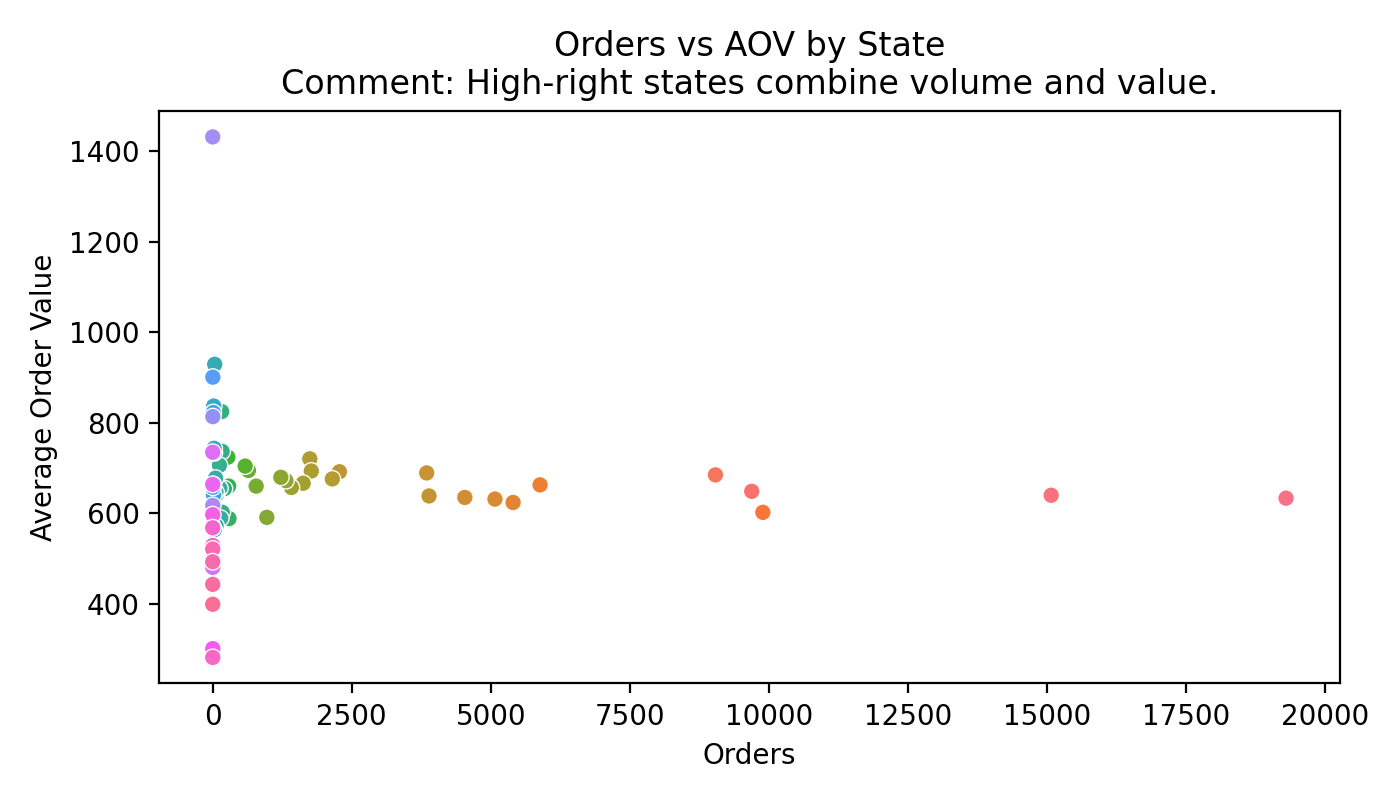 Orders vs AOV by State
Comment: High-right states combine volume and value.
1400
1200
1000
800
600
400
Average Order Value
0 2500 5000 7500 10000 12500 15000 17500 20000
Orders